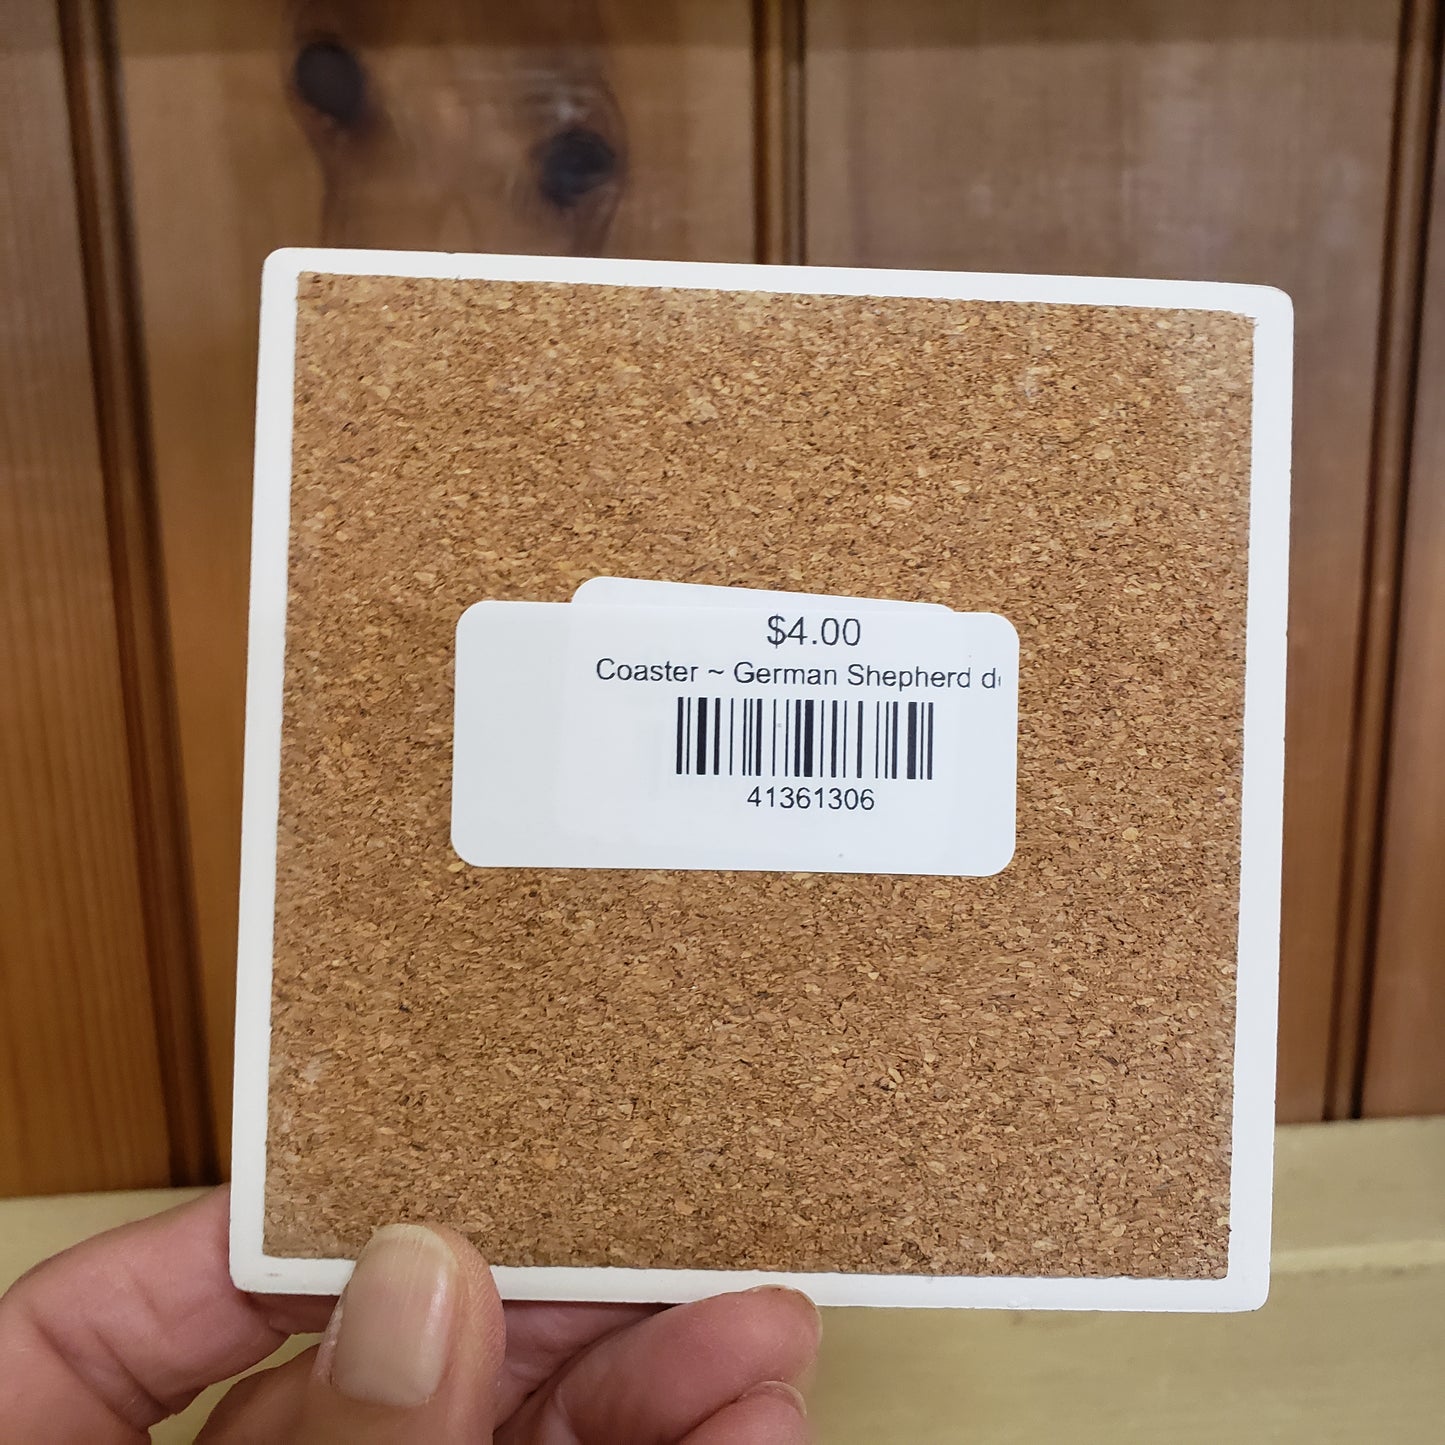 $4.00
Coaster ~ German Shepherd d
41361306